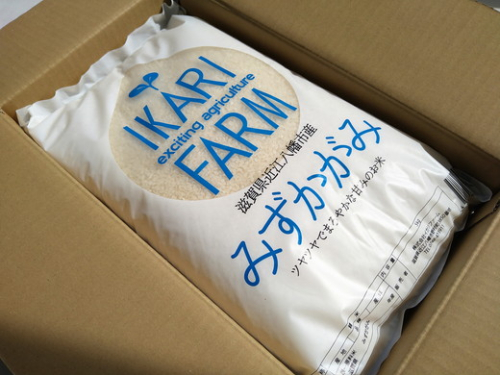 IKARI
exciting agriculture
FARM
滋賀県近江八幡市産
みずかがみ
ツヤツヤでまろやかな甘みのお米